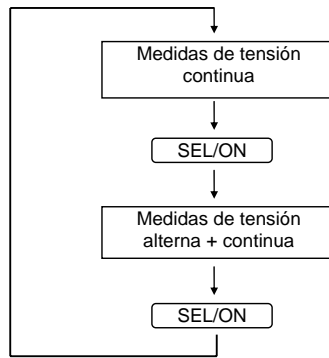 Medidas de tensión
continua
SEL/ON
Medidas de tensión
alterna + continua
SEL/ON